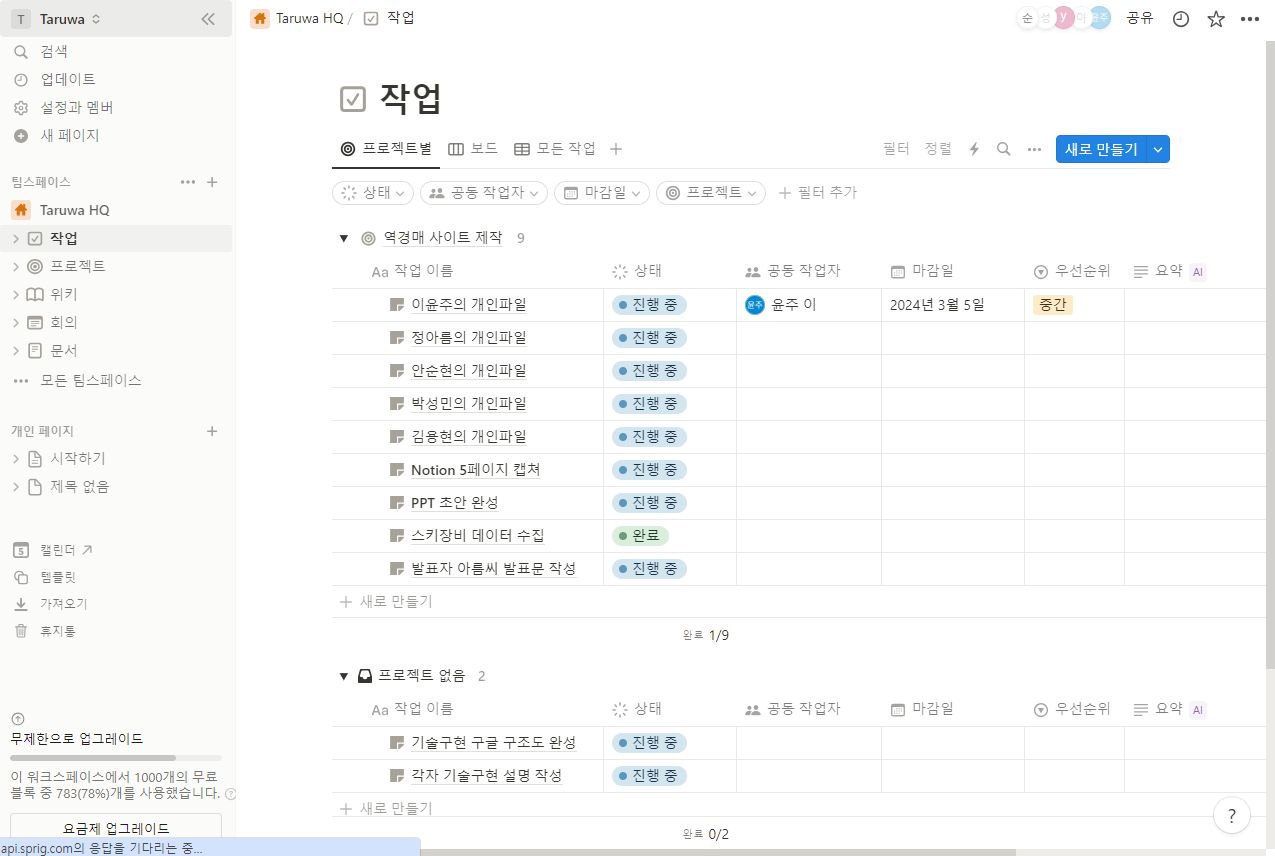 T Taruwa
검색
업데이트
설정과 멤버
새 페이지
팀스페이스
Taruwa HQ
작업
프로젝트
위키
회의
문서
모든 팀스페이스
개인 페이지
시작하기
제목 없음
5 캘린더
템플릿
가져오기
휴지통
무제한으로 업그레이드
이 워크스페이스에서 1000개의 무료
블록 중 783(78%)개를 사용했습니다. ?
요금제 업그레이드
api.sprig.com의 응답을 기다리는 중...
Taruwa HQ / 작업
순 성 y 아 윤주 공유
작업
프로젝트별 보드 모든 작업
필터 정렬 새로 만들기
상태 공동 작업자 마감일 프로젝트 필터 추가
역경매 사이트 제작 9
Aa 작업 이름 상태 공동 작업자 마감일 우선순위 요약 AI
이윤주의 개인파일 진행 중 윤주 윤주 이 2024년 3월 5일 중간
정아름의 개인파일 진행 중
안순현의 개인파일 진행 중
박성민의 개인파일 진행 중
김용현의 개인파일 진행 중
Notion 5페이지 캡쳐 진행 중
PPT 초안 완성 진행 중
스키장비 데이터 수집 완료
발표자 아름씨 발표문 작성 진행 중
새로 만들기
완료 1/9
프로젝트 없음 2
Aa 작업 이름 상태 공동 작업자 마감일 우선순위 요약 AI
기술구현 구글 구조도 완성 진행 중
각자 기술구현 설명 작성 진행 중
새로 만들기
완료 0/2
?